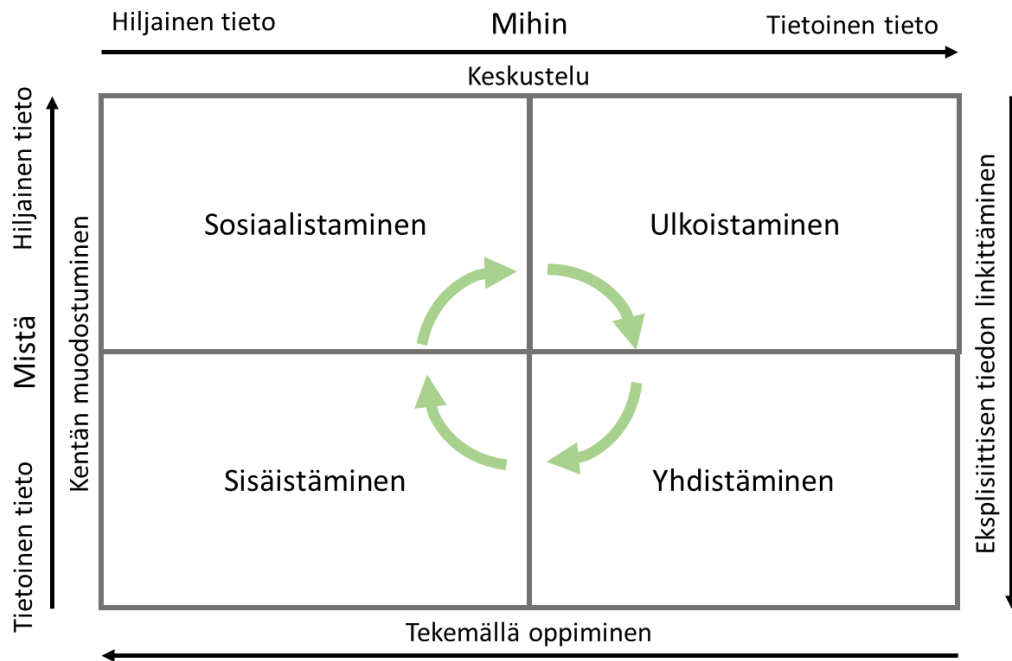 Hiljainen tieto
Mihin
Tietoinen tieto
Keskustelu
Hiljainen tieto
Mistä
Tietoinen tieto
Kentän muodostuminen
Sosiaalistaminen
Ulkoistaminen
Sisäistäminen
Yhdistäminen
Eksplisiittisen tiedon linkittäminen
Tekemällä oppiminen